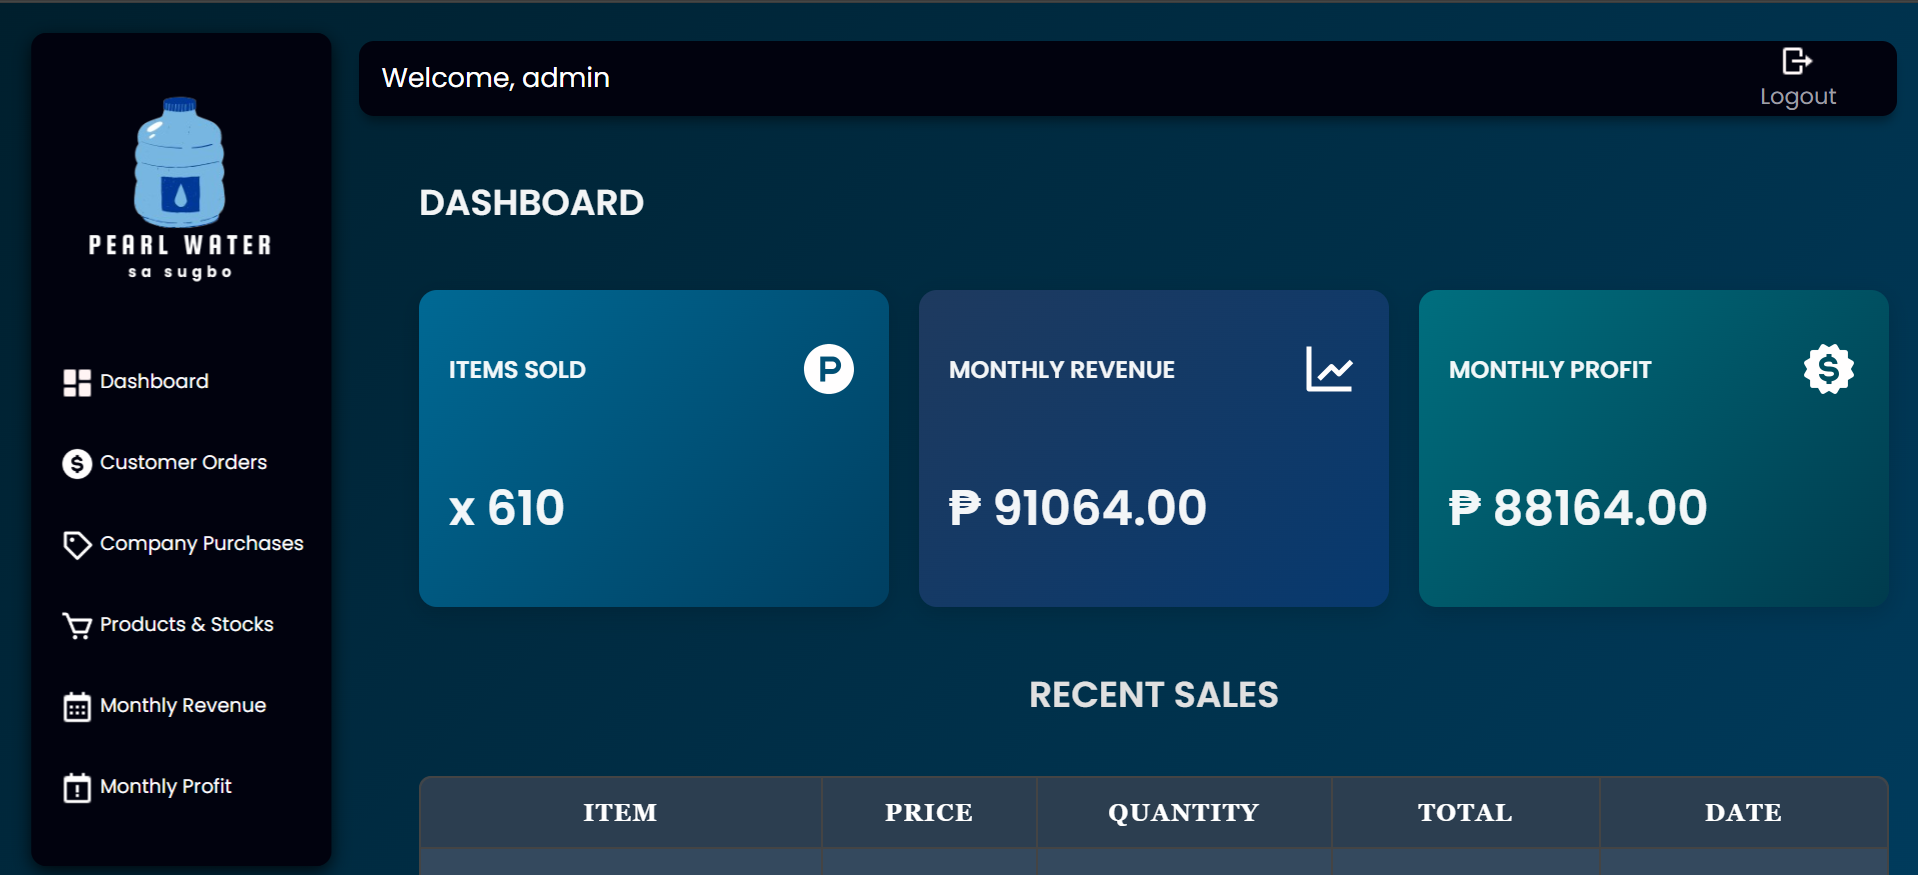 Welcome, admin
Logout
PEARL WATER
sa sugbo
Dashboard
Customer Orders
Company Purchases
Products & Stocks
Monthly Revenue
Monthly Profit
DASHBOARD
ITEMS SOLD
x 610
MONTHLY REVENUE
₱ 91064.00
MONTHLY PROFIT
₱ 88164.00
RECENT SALES
ITEM PRICE QUANTITY TOTAL DATE